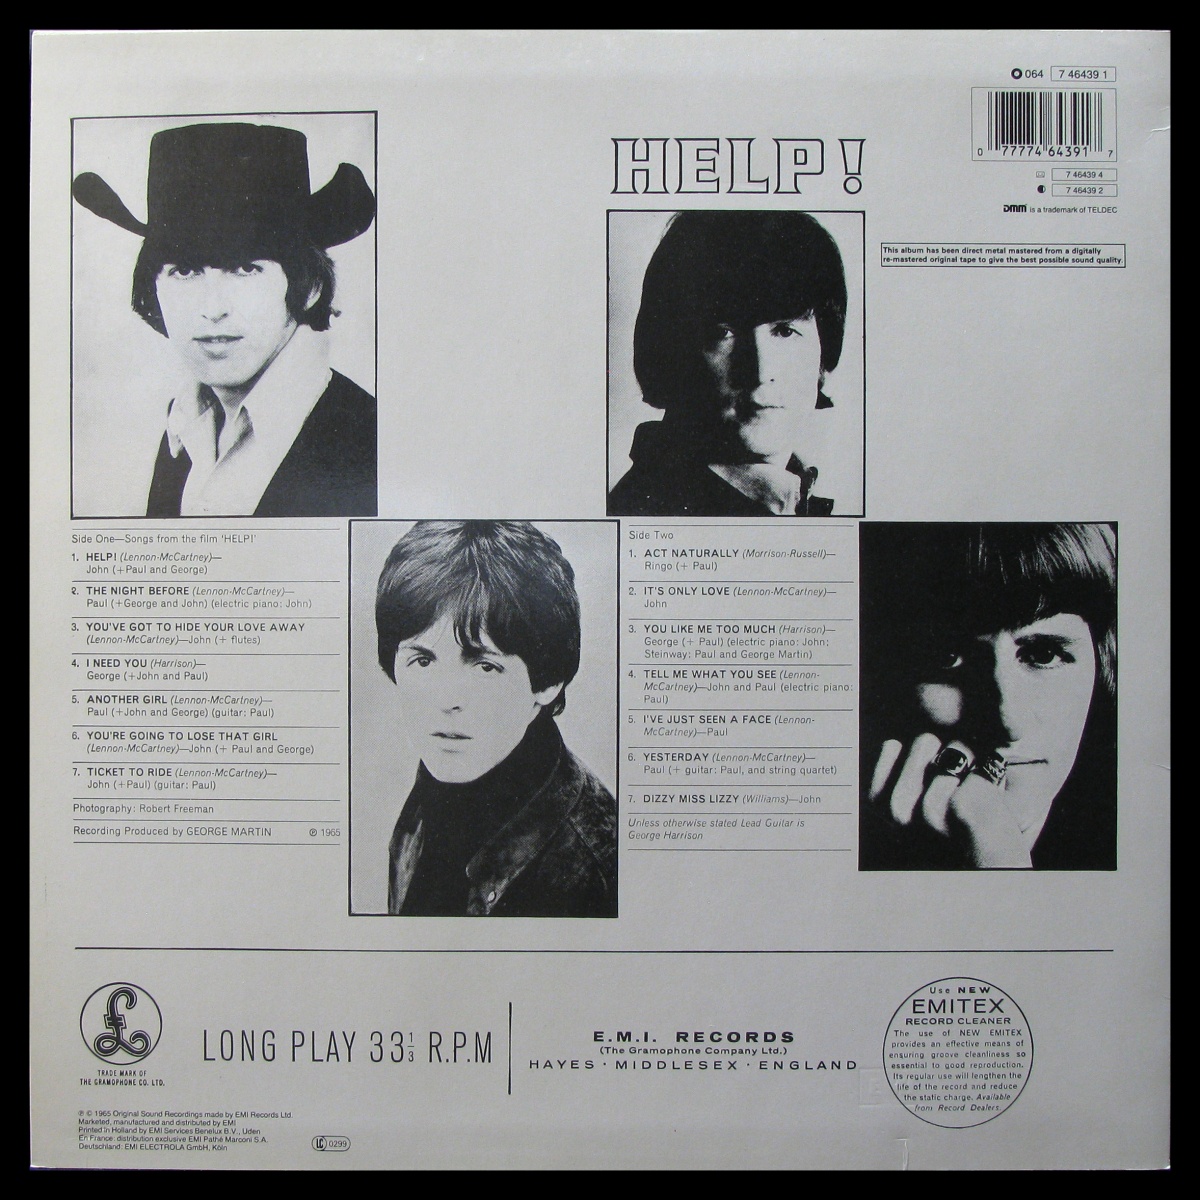 064 7 46439 1
0 77774 64391 7
7 46439 4
7 46439 2
DMM is a trademark of TELDEC
HELP!
This album has been direct metal mastered from a digitally
re-mastered original tape to give the best possible sound quality.
Side One—Songs from the film 'HELP!'
1. HELP! (Lennon-McCartney)—
John (+Paul and George)
2. THE NIGHT BEFORE (Lennon-McCartney)—
Paul (+George and John) (electric piano: John)
3. YOU'VE GOT TO HIDE YOUR LOVE AWAY
(Lennon-McCartney)—John (+ flutes)
4. I NEED YOU (Harrison)—
George (+John and Paul)
5. ANOTHER GIRL (Lennon-McCartney)—
Paul (+John and George) (guitar: Paul)
6. YOU'RE GOING TO LOSE THAT GIRL
(Lennon-McCartney)—John (+ Paul and George)
7. TICKET TO RIDE (Lennon-McCartney)—
John (+Paul) (guitar: Paul)
Photography: Robert Freeman
Recording Produced by GEORGE MARTIN ℗ 1965
Side Two
1. ACT NATURALLY (Morrison-Russell)—
Ringo (+ Paul)
2. IT'S ONLY LOVE (Lennon-McCartney)—
John
3. YOU LIKE ME TOO MUCH (Harrison)—
George (+ Paul) (electric piano: John;
Steinway: Paul and George Martin)
4. TELL ME WHAT YOU SEE (Lennon-
McCartney)—John and Paul (electric piano:
Paul)
5. I'VE JUST SEEN A FACE (Lennon-
McCartney)—Paul
6. YESTERDAY (Lennon-McCartney)—
Paul (+ guitar: Paul, and string quartet)
7. DIZZY MISS LIZZY (Williams)—John
Unless otherwise stated Lead Guitar is
George Harrison
£
TRADE MARK OF
THE GRAMOPHONE CO. LTD.
LONG PLAY 33⅓ R.P.M
E.M.I. RECORDS
(The Gramophone Company Ltd.)
HAYES · MIDDLESEX · ENGLAND
Use NEW
EMITEX
RECORD CLEANER
The use of NEW EMITEX
provides an effective means of
ensuring groove cleanliness so
essential to good reproduction.
Its regular use will lengthen the
life of the record and reduce
the static charge. Available
from Record Dealers.
℗ © 1965 Original Sound Recordings made by EMI Records Ltd.
Marketed, manufactured and distributed by EMI
Printed in Holland by EMI Services Benelux B.V., Uden
En France: distribution exclusive EMI Pathé Marconi S.A.
Deutschland: EMI ELECTROLA GmbH, Köln
LC 0299